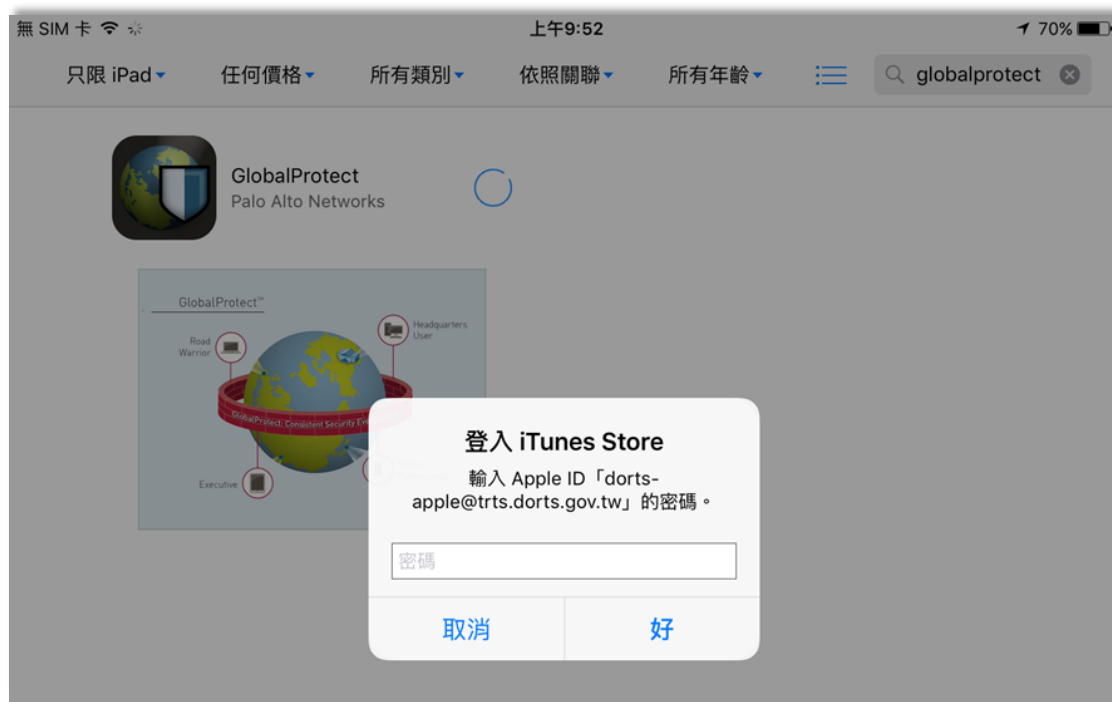 無 SIM 卡
上午9:52
70%
只限 iPad
任何價格
所有類別
依照關聯
所有年齡
globalprotect
GlobalProtect
Palo Alto Networks
GlobalProtect™
Headquarters
User
Road
Warrior
GlobalProtect: Consistent Security
Executive
登入 iTunes Store
輸入 Apple ID「dorts-
apple@trts.dorts.gov.tw」的密碼。
密碼
取消
好